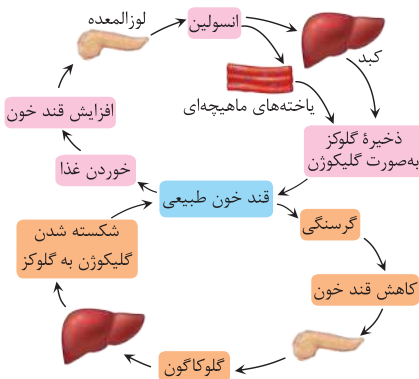 لوزالمعده
انسولین
کبد
یاخته‌های ماهیچه‌ای
افزایش قند خون
ذخیرهٔ گلوکز
به‌صورت گلیکوژن
خوردن غذا
قند خون طبیعی
گرسنگی
شکسته شدن
گلیکوژن به گلوکز
کاهش قند خون
گلوکاگون